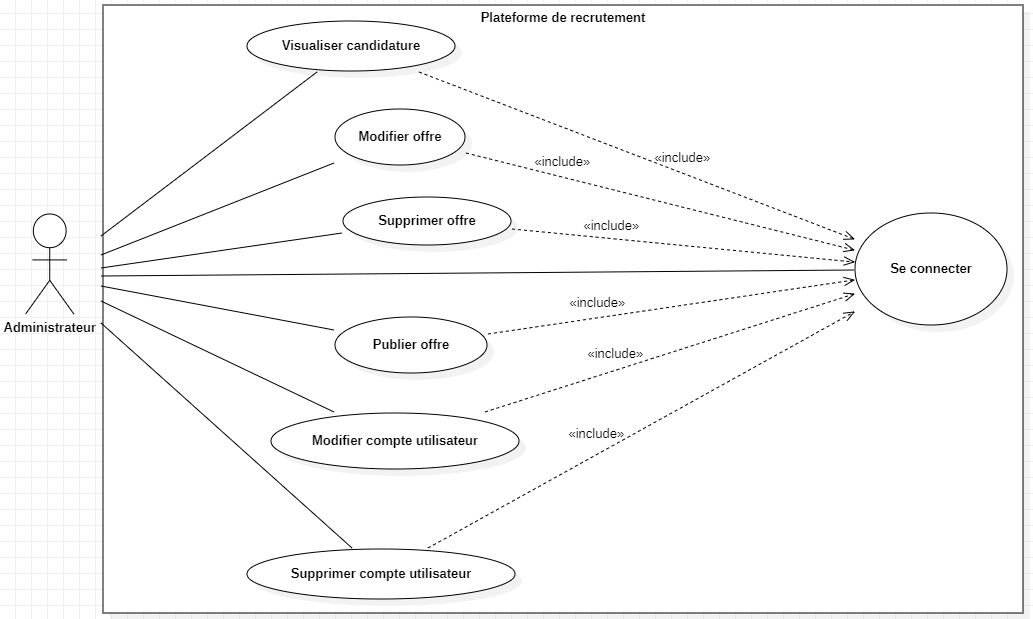 Plateforme de recrutement
Visualiser candidature
Modifier offre
«include»
«include»
Supprimer offre
«include»
Se connecter
Administrateur
«include»
Publier offre
«include»
Modifier compte utilisateur
«include»
Supprimer compte utilisateur